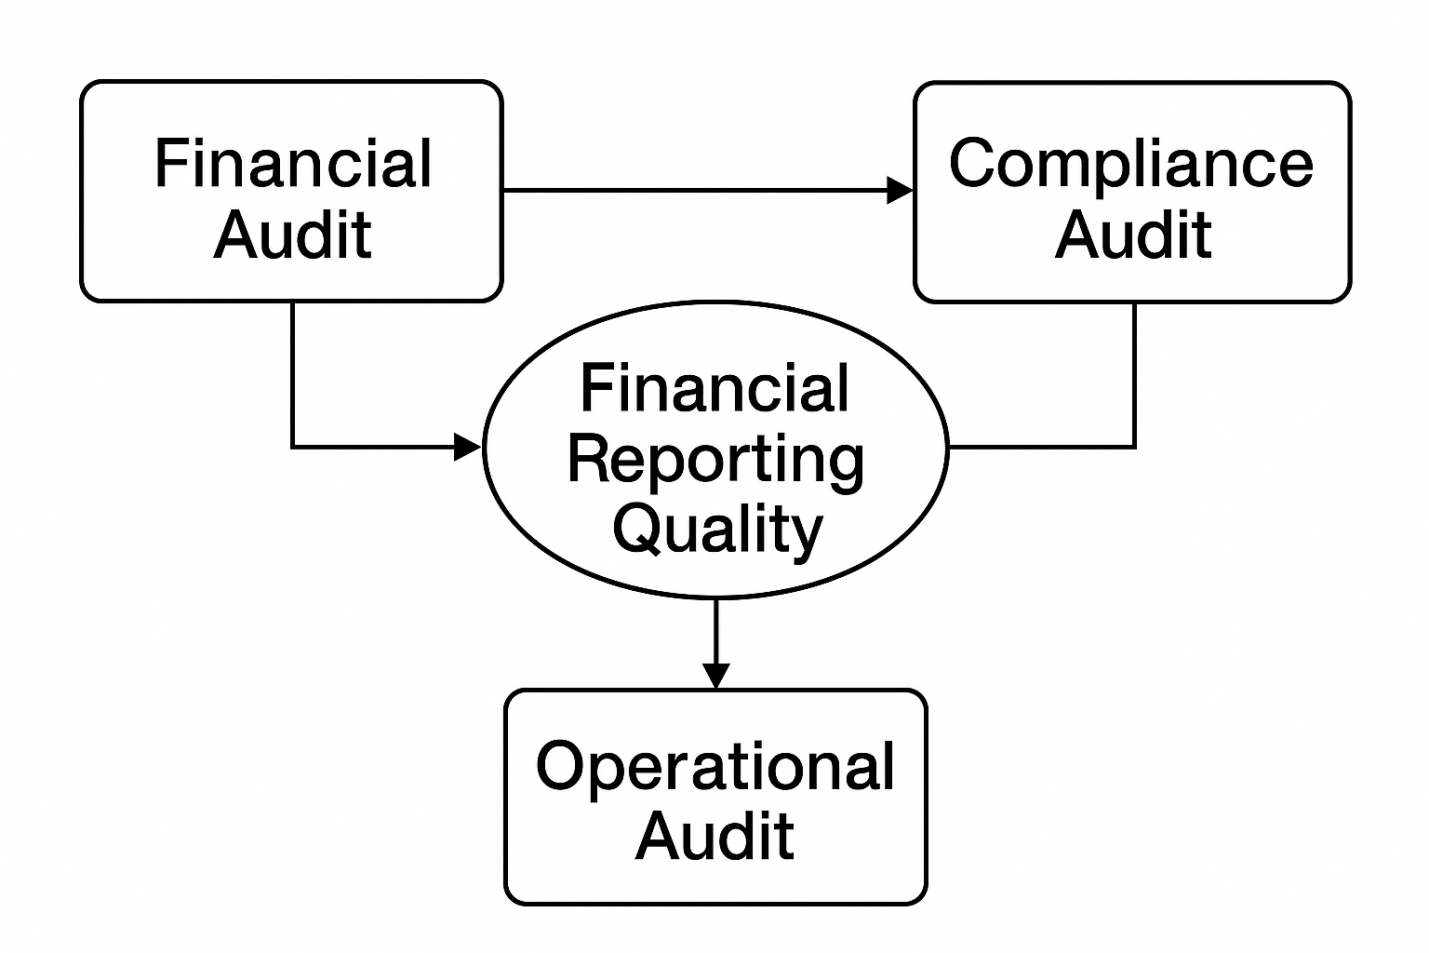 Financial
Audit
Compliance
Audit
Financial
Reporting
Quality
Operational
Audit